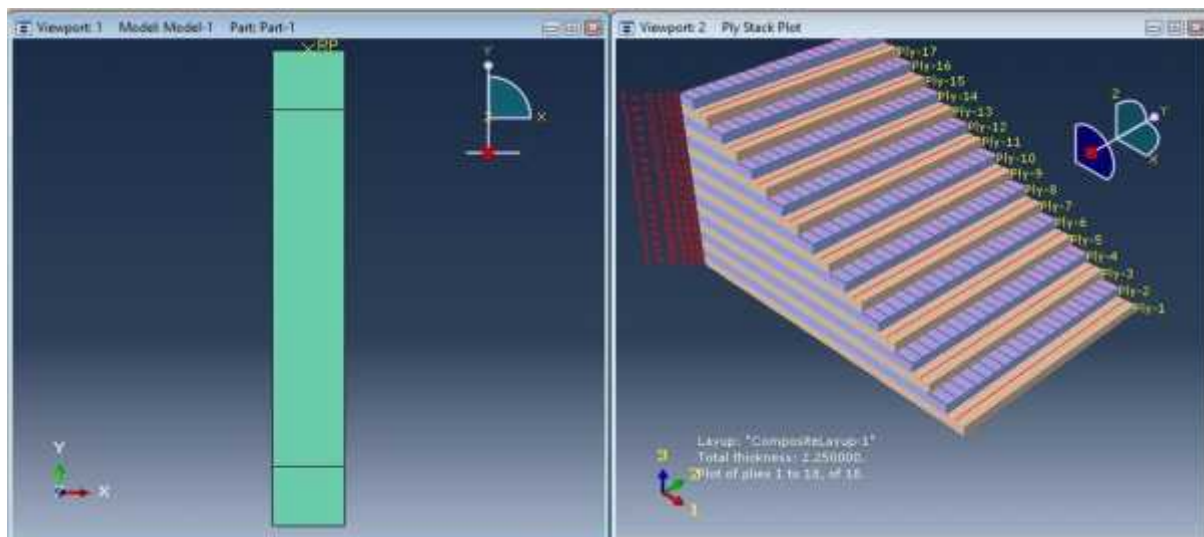 Viewport: 1 Model: Model-1 Part: Part-1
RP
Y
Z
X
Y
Z
X
Viewport: 2 Ply Stack Plot
Ply-17
Ply-16
Ply-15
Ply-14
Ply-13
Ply-12
Ply-11
Ply-10
Ply-9
Ply-8
Ply-7
Ply-6
Ply-5
Ply-4
Ply-3
Ply-2
Ply-1
Z
Y
X
Layup: "CompositeLayup-1"
Total thickness: 2.250000.
Plot of plies 1 to 18, of 18.
3
2
1